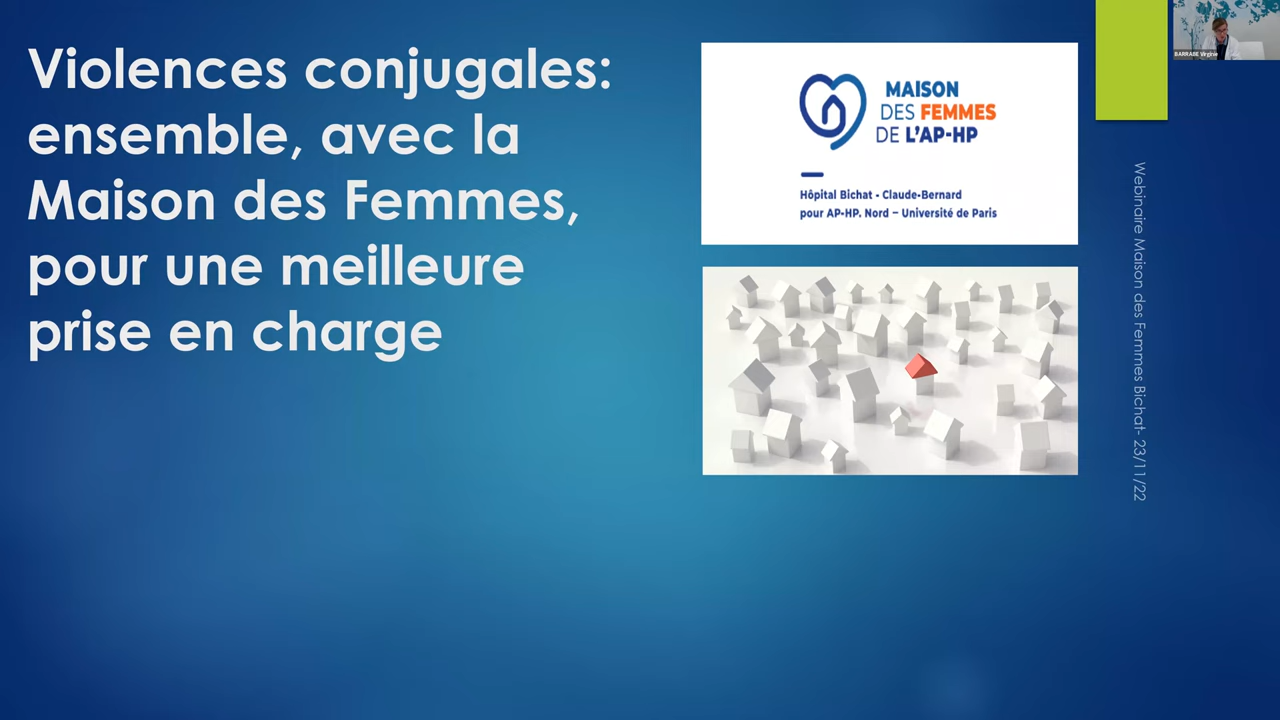 Violences conjugales:
ensemble, avec la
Maison des Femmes,
pour une meilleure
prise en charge
MAISON
DES FEMMES
DE L'AP-HP
Hôpital Bichat - Claude-Bernard
pour AP-HP. Nord – Université de Paris
Webinaire Maison des Femmes Bichat- 23/11/22
BARRABE Virginie